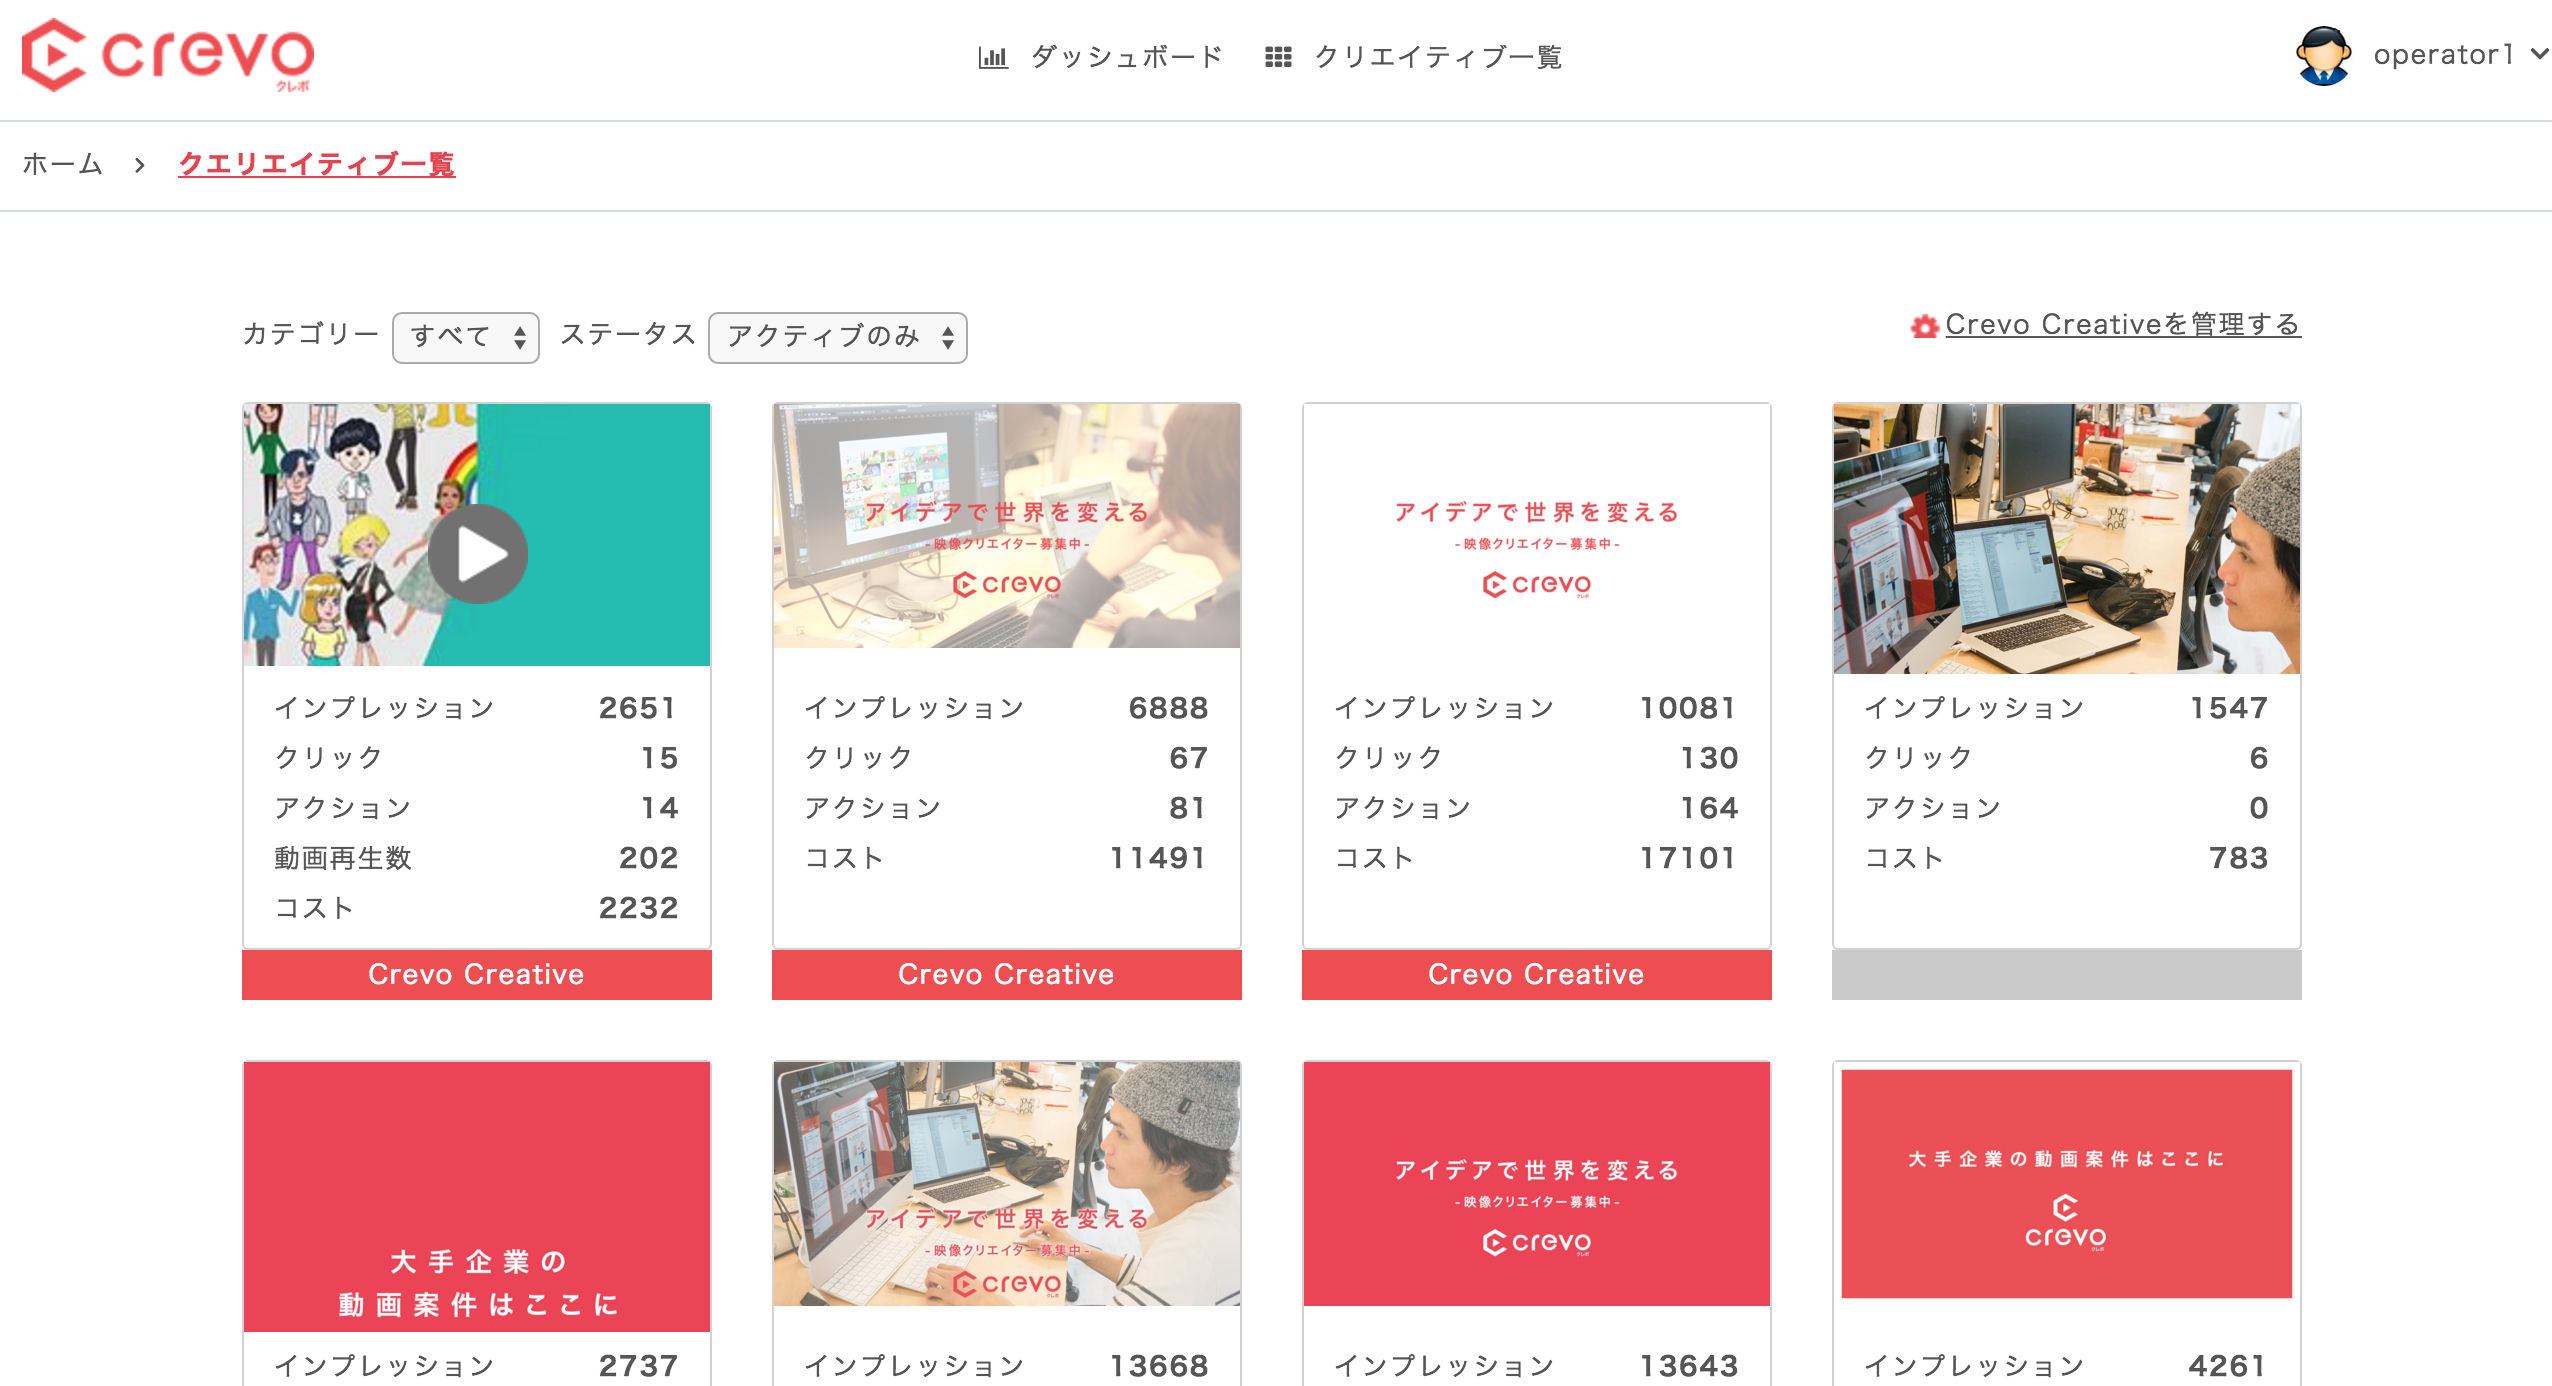 crevo
クレボ
ダッシュボード
クリエイティブ一覧
operator1
ホーム
クエリエイティブ一覧
カテゴリー すべて ステータス アクティブのみ
Crevo Creativeを管理する
インプレッション 2651
クリック 15
アクション 14
動画再生数 202
コスト 2232
Crevo Creative
アイデアで世界を変える
-映像クリエイター募集中-
crevo
クレボ
インプレッション 6888
クリック 67
アクション 81
コスト 11491
Crevo Creative
アイデアで世界を変える
-映像クリエイター募集中-
crevo
クレボ
インプレッション 10081
クリック 130
アクション 164
コスト 17101
Crevo Creative
インプレッション 1547
クリック 6
アクション 0
コスト 783
大手企業の
動画案件はここに
インプレッション 2737
アイデアで世界を変える
-映像クリエイター募集中-
crevo
クレボ
インプレッション 13668
アイデアで世界を変える
-映像クリエイター募集中-
crevo
クレボ
インプレッション 13643
大手企業の動画案件はここに
crevo
クレボ
インプレッション 4261